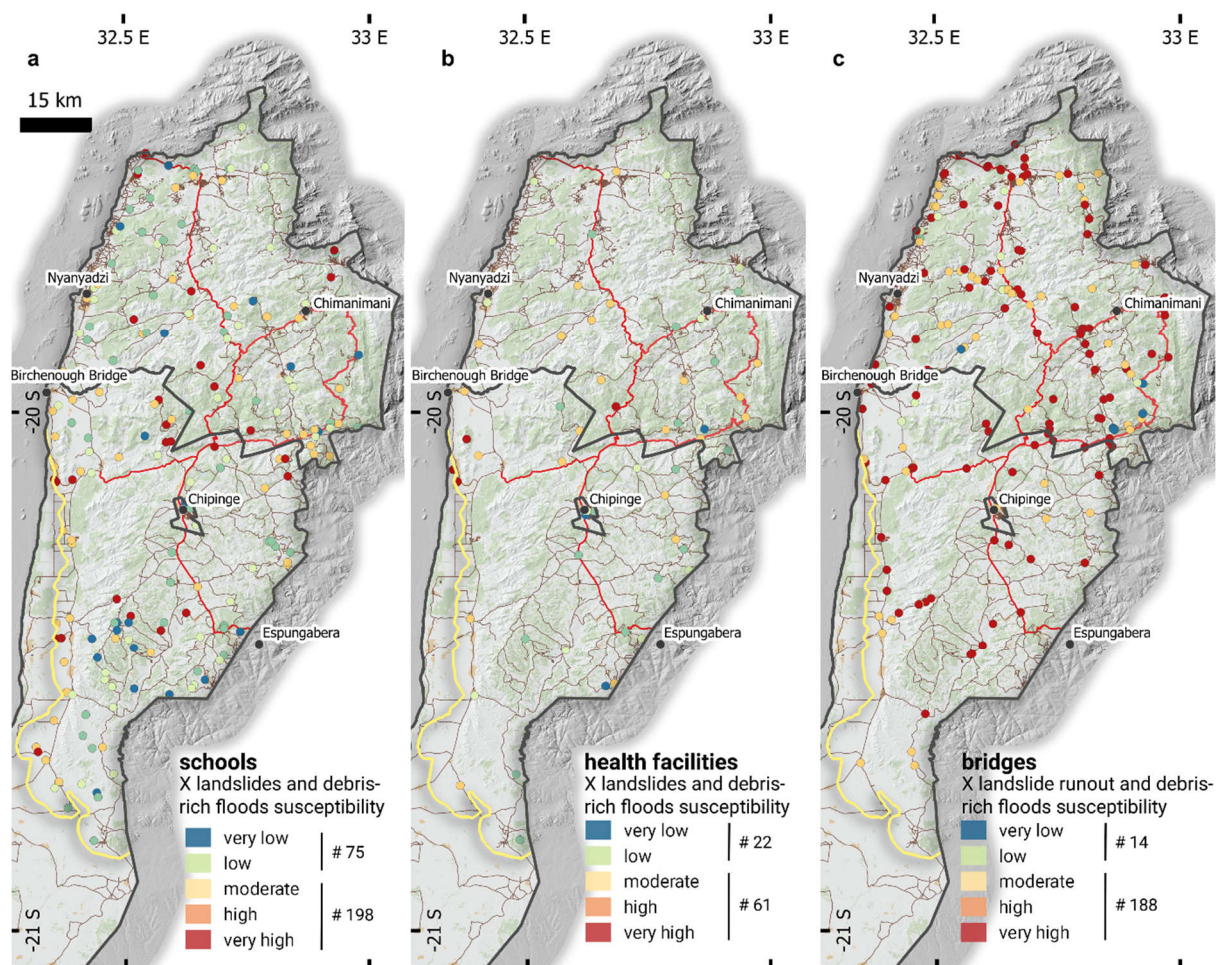 32.5 E
33 E
32.5 E
33 E
32.5 E
33 E
a
b
c
15 km
Nyanyadzi
Chimanimani
Birchenough Bridge
-20 S
Chipinge
Espungabera
-21 S
schools
X landslides and debris-
rich floods susceptibility
very low
low
# 75
moderate
high
# 198
very high
Nyanyadzi
Chimanimani
Birchenough Bridge
-20 S
Chipinge
Espungabera
-21 S
health facilities
X landslides and debris-
rich floods susceptibility
very low
low
# 22
moderate
high
# 61
very high
Nyanyadzi
Chimanimani
Birchenough Bridge
-20 S
Chipinge
Espungabera
-21 S
bridges
X landslide runout and debris-
rich floods susceptibility
very low
low
# 14
moderate
high
# 188
very high